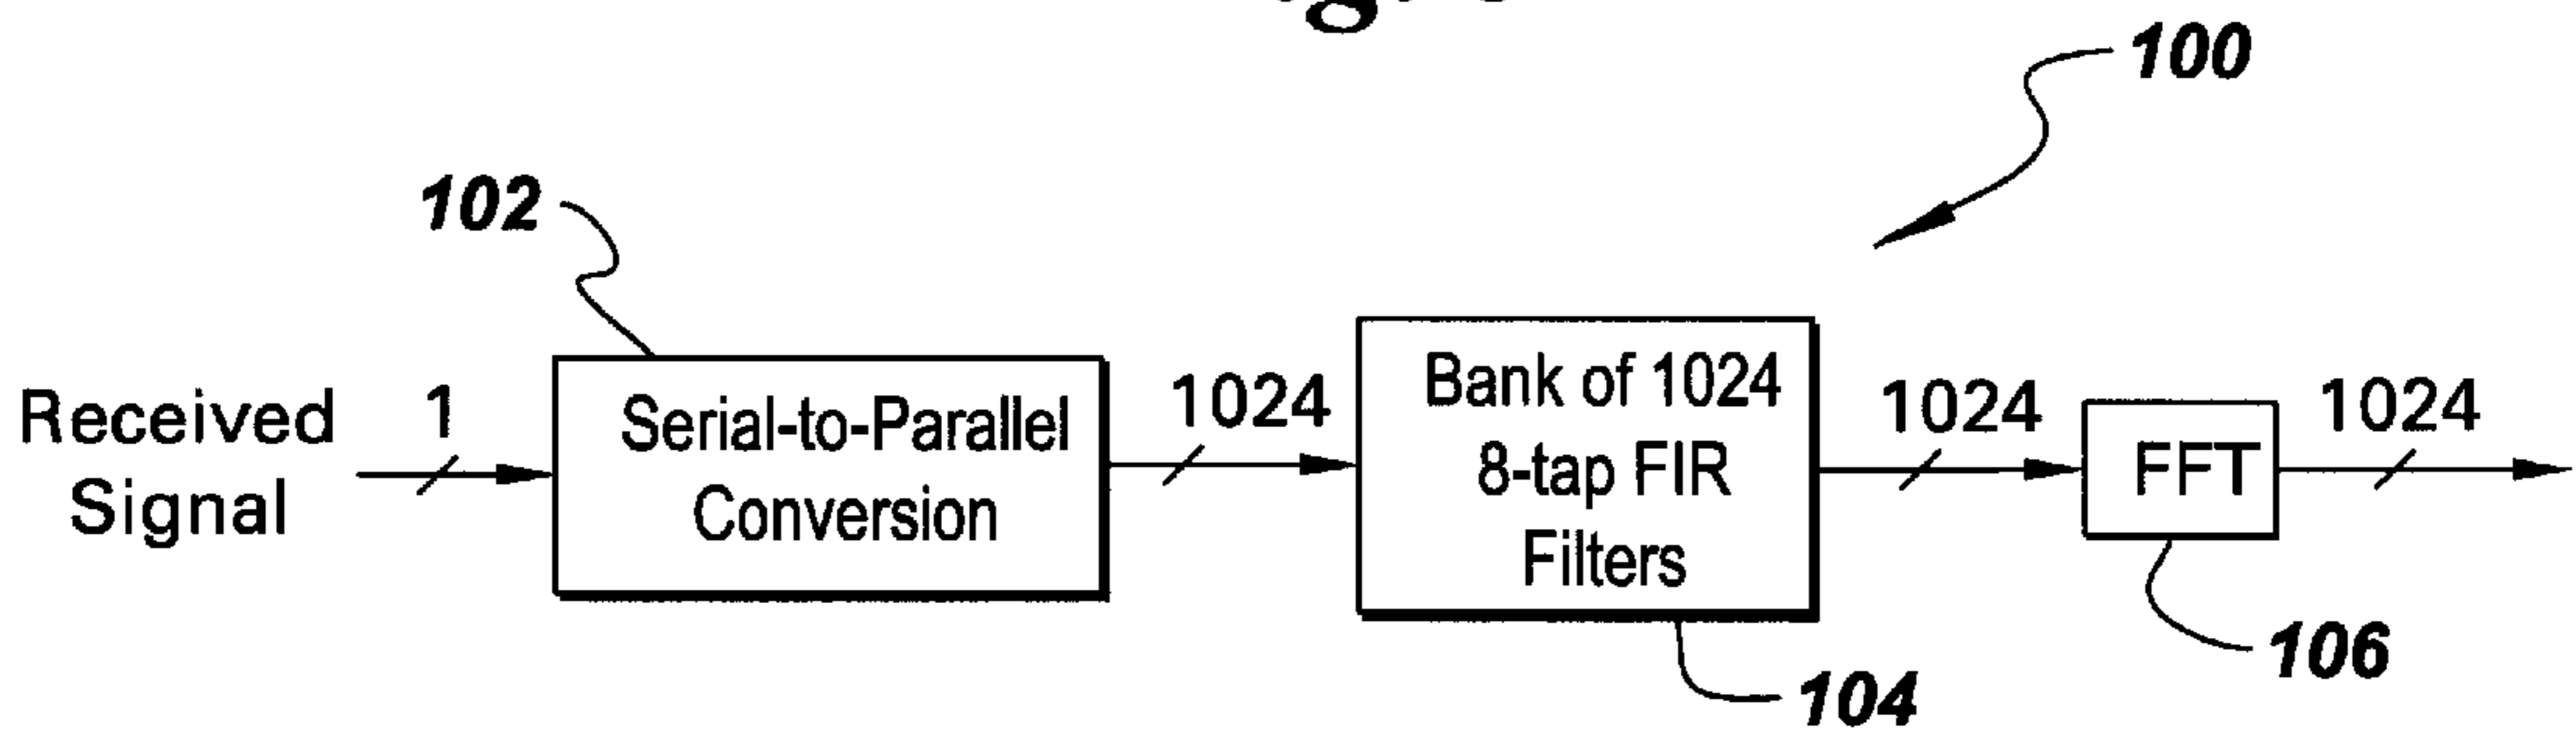 100
102
Received
Signal
1
Serial-to-Parallel
Conversion
1024
Bank of 1024
8-tap FIR
Filters
1024
FFT
1024
106
104